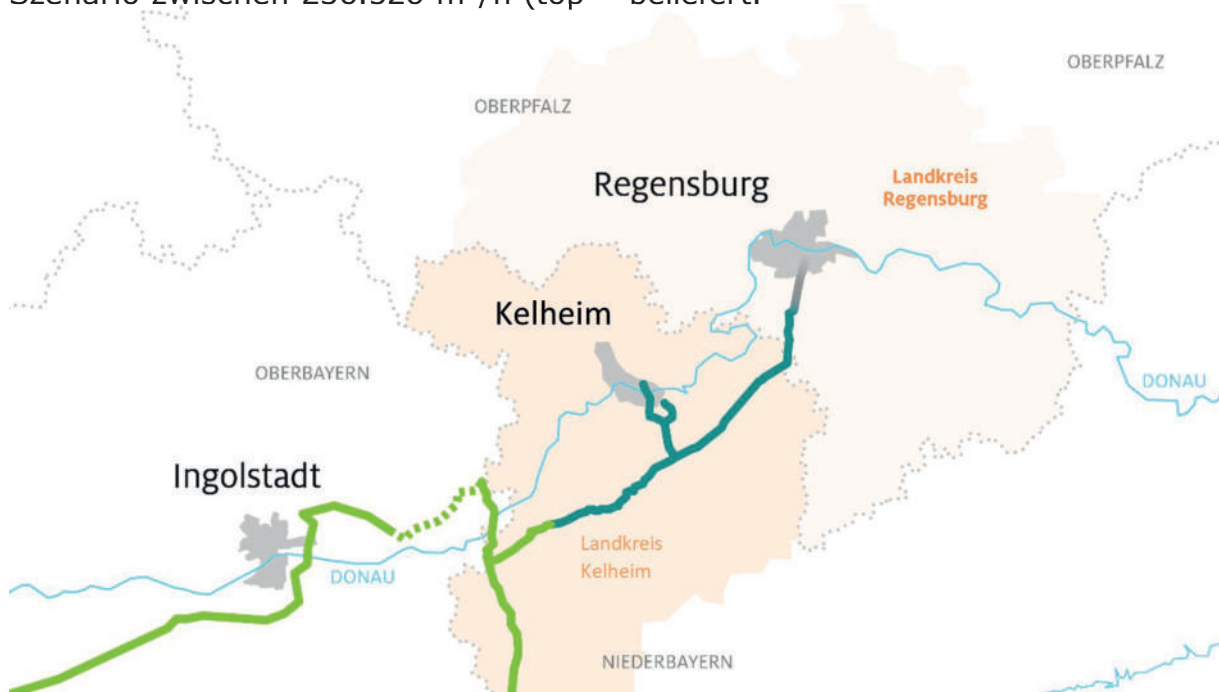 OBERPFALZ
OBERPFALZ
Regensburg
Landkreis
Regensburg
Kelheim
OBERBAYERN
DONAU
Ingolstadt
Landkreis
Kelheim
DONAU
NIEDERBAYERN